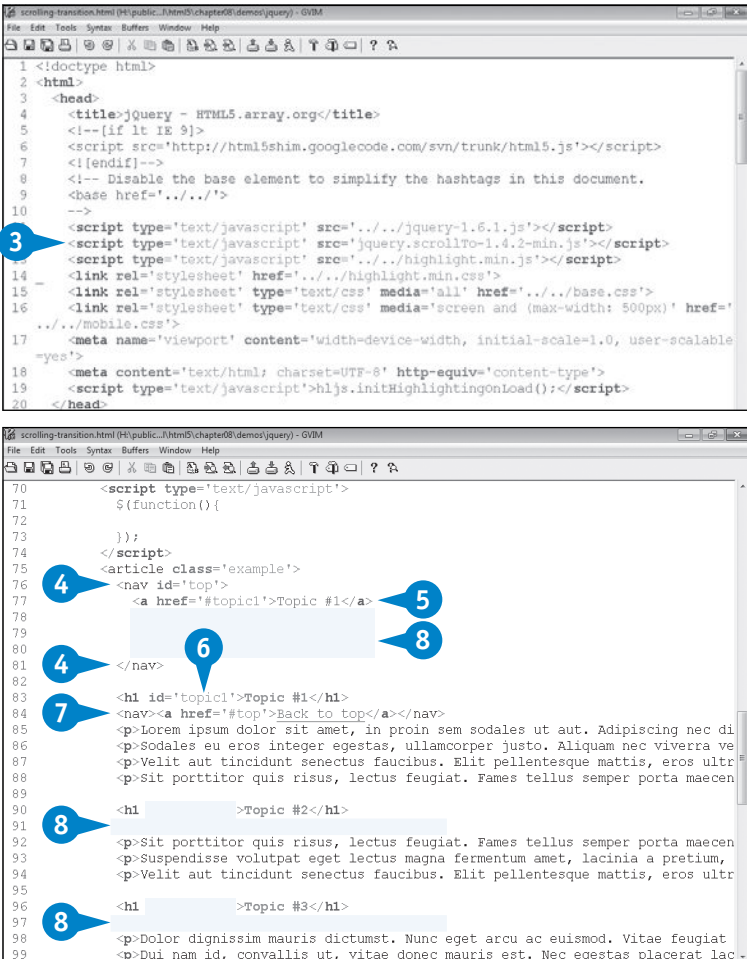 scrolling-transition.html (H:\public...l\html5\chapter08\demos\jquery) - GVIM
File Edit Tools Syntax Buffers Window Help
1 <!doctype html>
2 <html>
3 <head>
4 <title>jQuery - HTML5.array.org</title>
5 <!--[if lt IE 9]>
6 <script src='http://html5shim.googlecode.com/svn/trunk/html5.js'></script>
7 <![endif]-->
8 <!-- Disable the base element to simplify the hashtags in this document.
9 <base href='../../'>
10 -->
<script type='text/javascript' src='../../jquery-1.6.1.js'></script>
3 <script type='text/javascript' src='jquery.scrollTo-1.4.2-min.js'></script>
13 <script type='text/javascript' src='../../highlight.min.js'></script>
14 <link rel='stylesheet' href='../../highlight.min.css'>
15 <link rel='stylesheet' type='text/css' media='all' href='../../base.css'>
16 <link rel='stylesheet' type='text/css' media='screen and (max-width: 500px)' href='
../../mobile.css'>
17 <meta name='viewport' content='width=device-width, initial-scale=1.0, user-scalable
=yes'>
18 <meta content='text/html; charset=UTF-8' http-equiv='content-type'>
19 <script type='text/javascript'>hljs.initHighlightingOnLoad();</script>
20 </head>
scrolling-transition.html (H:\public...l\html5\chapter08\demos\jquery) - GVIM
File Edit Tools Syntax Buffers Window Help
70 <script type='text/javascript'>
71 $(function(){
72
73 });
74 </script>
75 <article class='example'>
76 4 <nav id='top'>
77 <a href='#topic1'>Topic #1</a> 5
78
79 8
80 6
81 4 </nav>
82
83 <h1 id='topic1'>Topic #1</h1>
84 7 <nav><a href='#top'>Back to top</a></nav>
85 <p>Lorem ipsum dolor sit amet, in proin sem sodales ut aut. Adipiscing nec di
86 <p>Sodales eu eros integer egestas, ullamcorper justo. Aliquam nec viverra ve
87 <p>Velit aut tincidunt senectus faucibus. Elit pellentesque mattis, eros ultr
88 <p>Sit porttitor quis risus, lectus feugiat. Fames tellus semper porta maecen
89
90 <h1 >Topic #2</h1>
91 8
92 <p>Sit porttitor quis risus, lectus feugiat. Fames tellus semper porta maecen
93 <p>Suspendisse volutpat eget lectus magna fermentum amet, lacinia a pretium,
94 <p>Velit aut tincidunt senectus faucibus. Elit pellentesque mattis, eros ultr
95
96 <h1 >Topic #3</h1>
97 8
98 <p>Dolor dignissim mauris dictumst. Nunc eget arcu ac euismod. Vitae feugiat
99 <p>Dui nam id, convallis ut, vitae donec mauris est. Nec egestas placerat lac